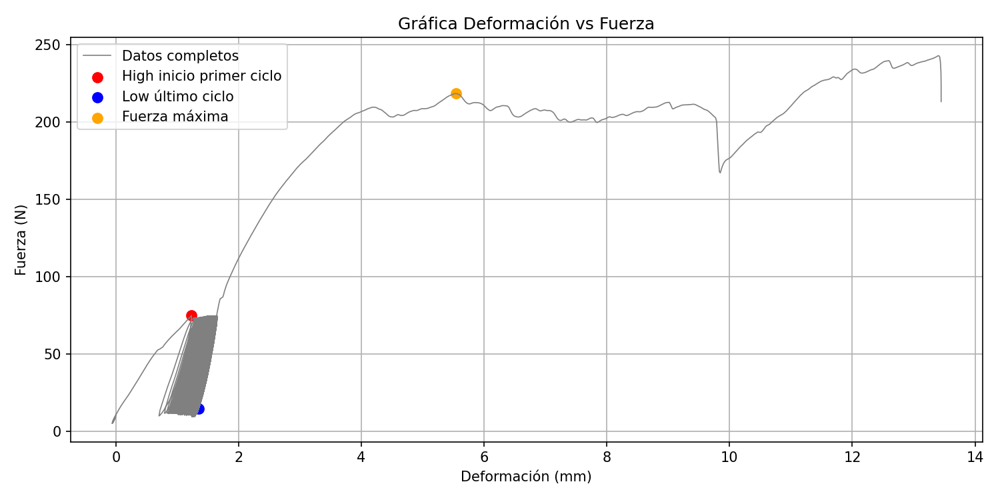 Gráfica Deformación vs Fuerza
250
200
150
100
50
0
Fuerza (N)
Datos completos
High inicio primer ciclo
Low último ciclo
Fuerza máxima
0 2 4 6 8 10 12 14
Deformación (mm)